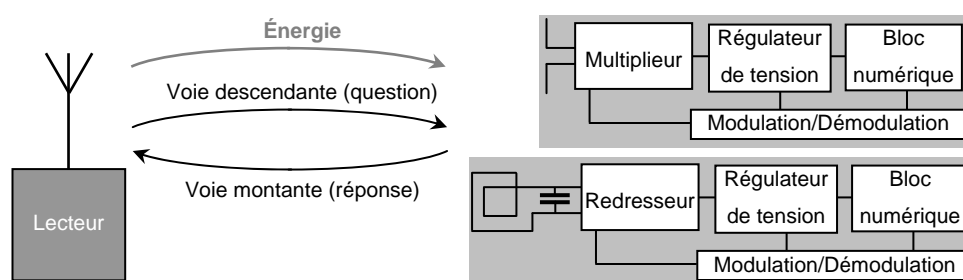 Énergie
Voie descendante (question)
Voie montante (réponse)
Lecteur
Multiplieur
Régulateur
de tension
Bloc
numérique
Modulation/Démodulation
Redresseur
Régulateur
de tension
Bloc
numérique
Modulation/Démodulation